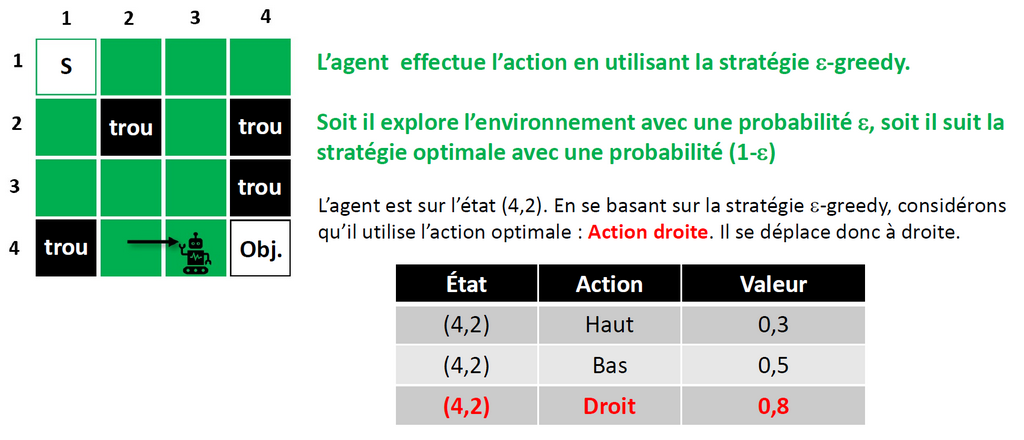 1 2 3 4
1 S
2 trou trou
3 trou
4 trou Obj.
L’agent effectue l’action en utilisant la stratégie ε-greedy.
Soit il explore l’environnement avec une probabilité ε, soit il suit la
stratégie optimale avec une probabilité (1-ε)
L’agent est sur l’état (4,2). En se basant sur la stratégie ε-greedy, considérons
qu’il utilise l’action optimale : Action droite. Il se déplace donc à droite.
État Action Valeur
(4,2) Haut 0,3
(4,2) Bas 0,5
(4,2) Droit 0,8